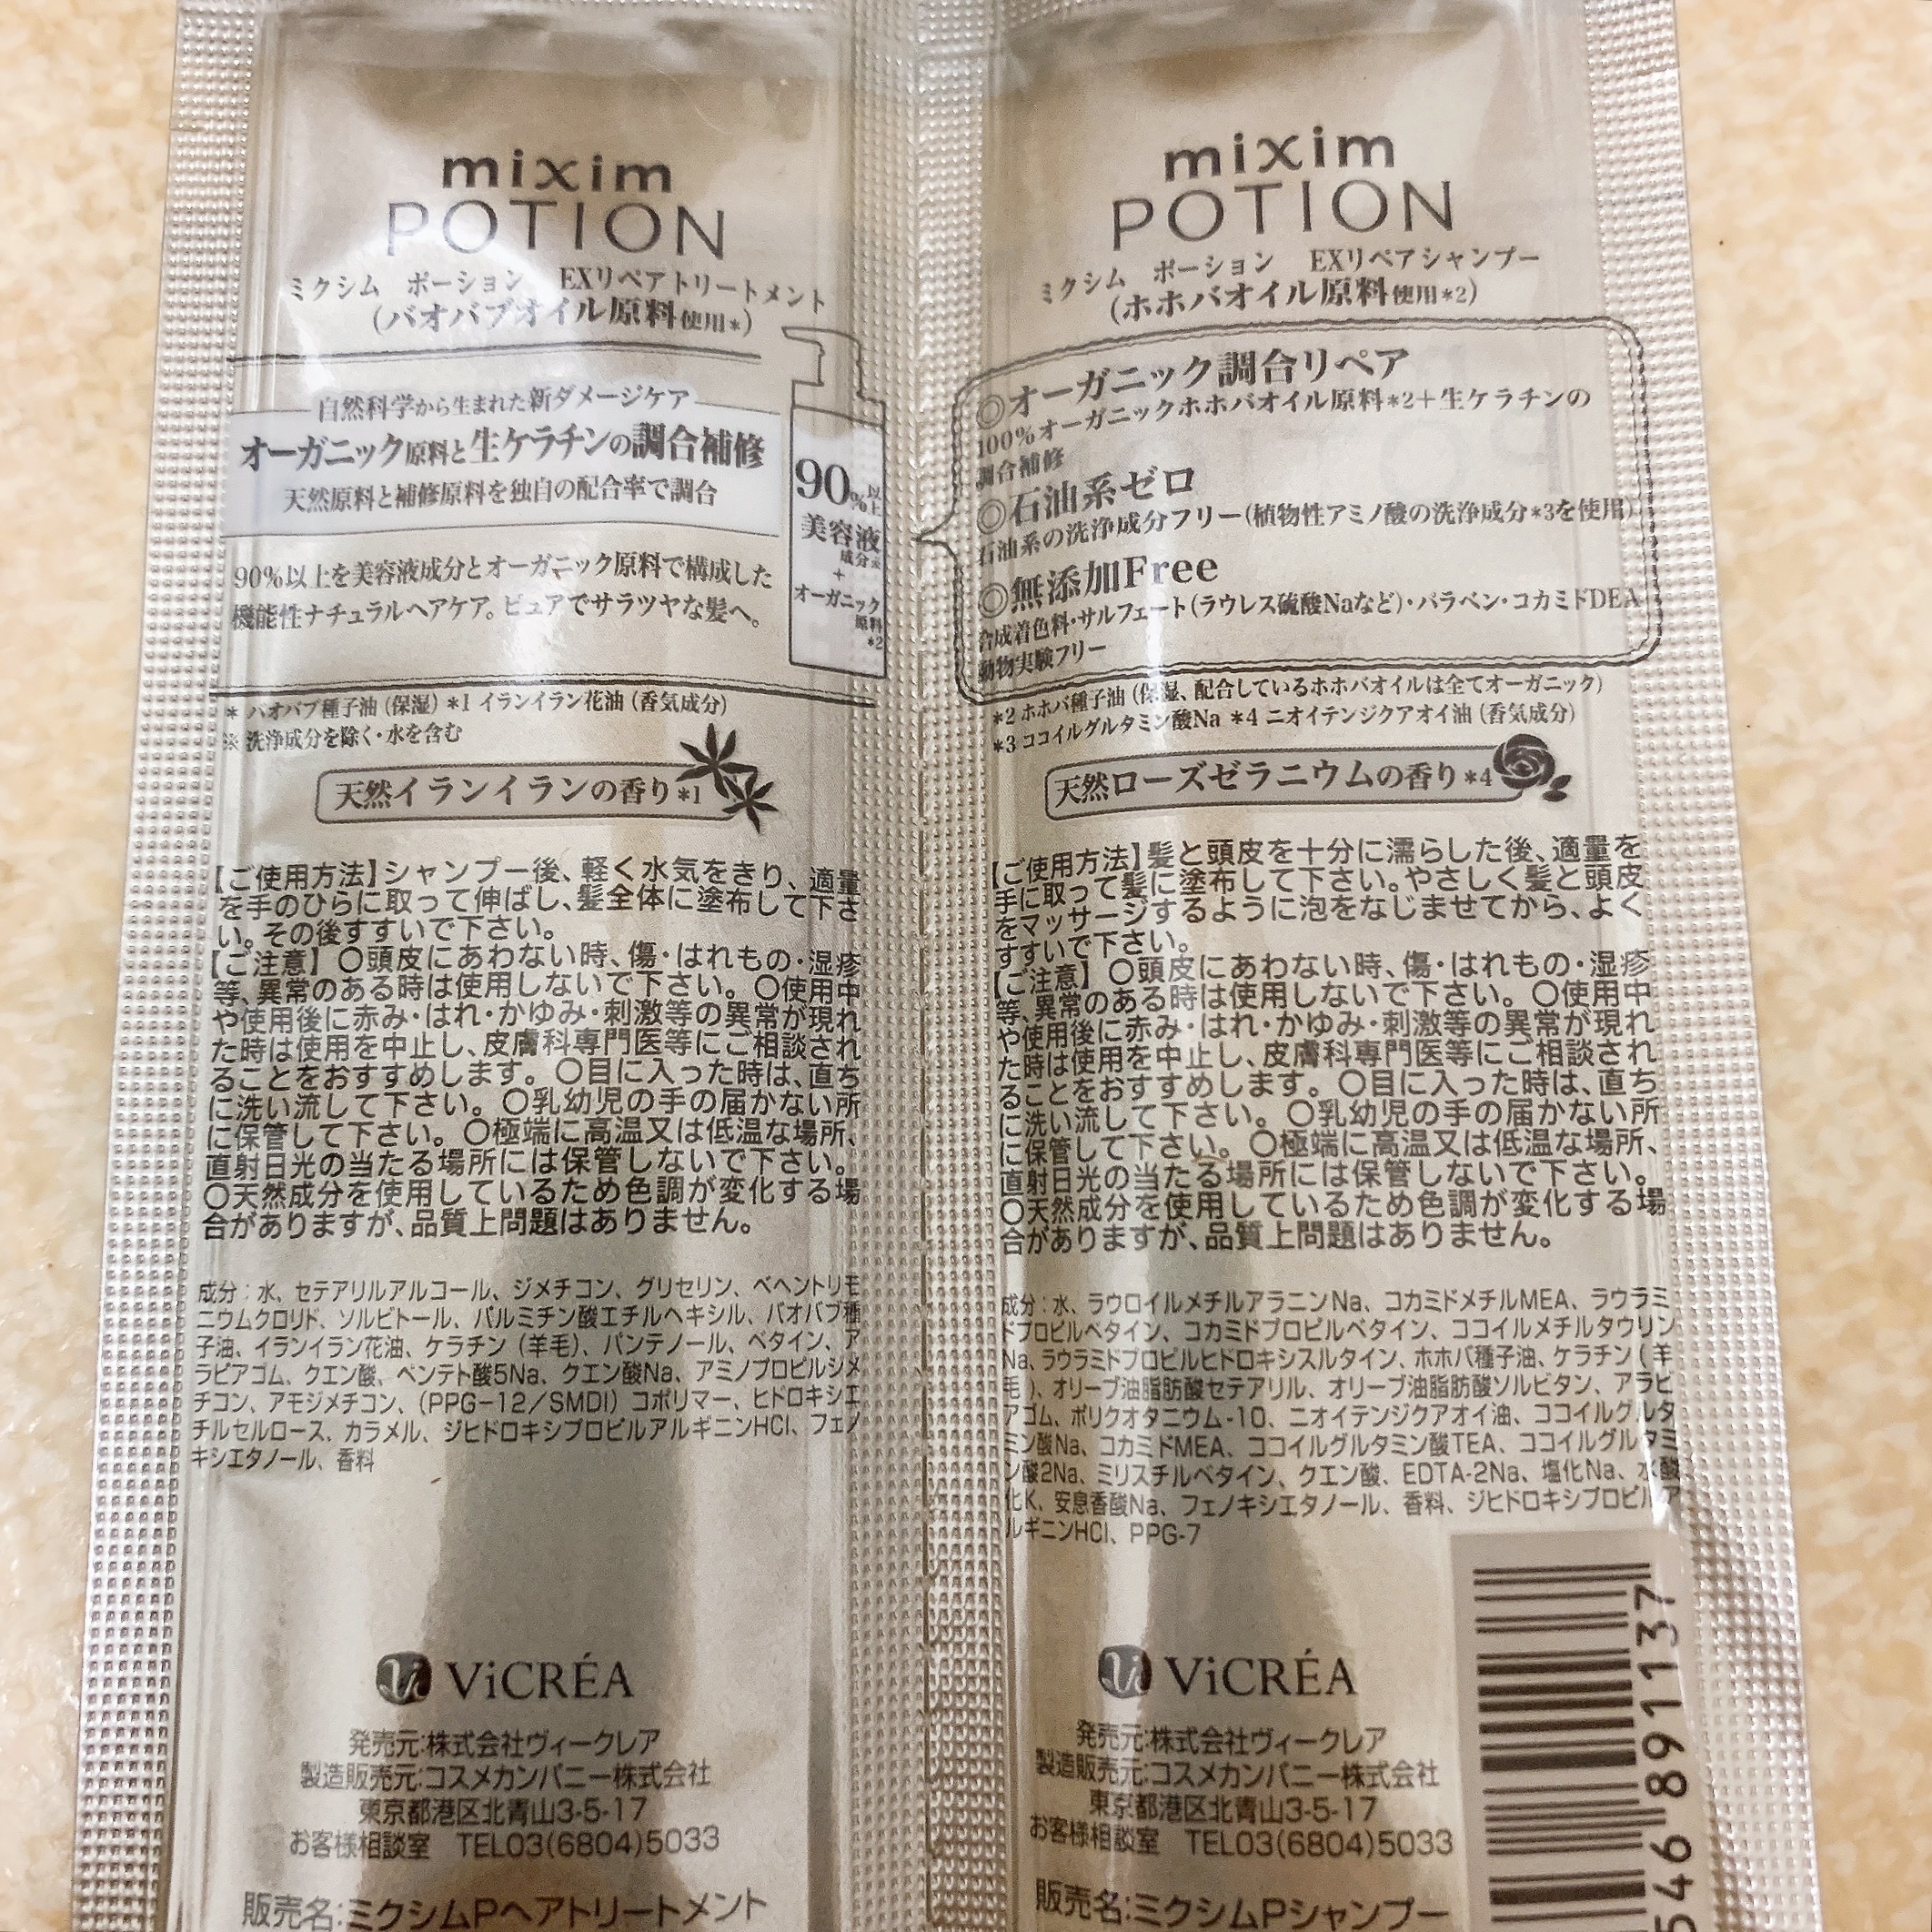 mixim
POTION
ミクシム ポーション EXリペアトリートメント
(バオバブオイル原料使用*)
自然科学から生まれた新ダメージケア
オーガニック原料と生ケラチンの調合補修
天然原料と補修原料を独自の配合率で調合
90%以上を美容液成分とオーガニック原料で構成した
機能性ナチュラルヘアケア。ピュアでサラツヤな髪へ。
90%以上
美容液
成分※
+
オーガニック
原料
*2
* バオバブ種子油(保湿) *1 イランイラン花油(香気成分)
※ 洗浄成分を除く・水を含む
天然イランイランの香り*1
【ご使用方法】シャンプー後、軽く水気をきり、適量
を手のひらに取って伸ばし、髪全体に塗布して下さ
い。その後すすいで下さい。
【ご注意】○頭皮にあわない時、傷・はれもの・湿疹
等、異常のある時は使用しないで下さい。○使用中
や使用後に赤み・はれ・かゆみ・刺激等の異常が現れ
た時は使用を中止し、皮膚科専門医等にご相談され
ることをおすすめします。○目に入った時は、直ち
に洗い流して下さい。○乳幼児の手の届かない所
に保管して下さい。○極端に高温又は低温な場所、
直射日光の当たる場所には保管しないで下さい。
○天然成分を使用しているため色調が変化する場
合がありますが、品質上問題はありません。
成分:水、セテアリルアルコール、ジメチコン、グリセリン、ベヘントリモ
ニウムクロリド、ソルビトール、パルミチン酸エチルヘキシル、バオバブ種
子油、イランイラン花油、ケラチン(羊毛)、パンテノール、ベタイン、ア
ラビアゴム、クエン酸、ペンテト酸5Na、クエン酸Na、アミノプロピルジメ
チコン、アモジメチコン、(PPG-12/SMDI)コポリマー、ヒドロキシエ
チルセルロース、カラメル、ジヒドロキシプロピルアルギニンHCl、フェノ
キシエタノール、香料
Vi ViCRÉA
発売元:株式会社ヴィークレア
製造販売元:コスメカンパニー株式会社
東京都港区北青山3-5-17
お客様相談室 TEL03(6804)5033
販売名:ミクシムPヘアトリートメント
mixim
POTION
ミクシム ポーション EXリペアシャンプー
(ホホバオイル原料使用*2)
◎オーガニック調合リペア
100%オーガニックホホバオイル原料*2+生ケラチンの
調合補修
◎石油系ゼロ
石油系の洗浄成分フリー(植物性アミノ酸の洗浄成分*3を使用)
◎無添加Free
合成着色料・サルフェート(ラウレス硫酸Naなど)・パラベン・コカミドDEA
動物実験フリー
*2 ホホバ種子油(保湿、配合しているホホバオイルは全てオーガニック)
*3 ココイルグルタミン酸Na *4 ニオイテンジクアオイ油(香気成分)
天然ローズゼラニウムの香り*4
【ご使用方法】髪と頭皮を十分に濡らした後、適量を
手に取って髪に塗布して下さい。やさしく髪と頭皮
をマッサージするように泡をなじませてから、よく
すすいで下さい。
【ご注意】○頭皮にあわない時、傷・はれもの・湿疹
等、異常のある時は使用しないで下さい。○使用中
や使用後に赤み・はれ・かゆみ・刺激等の異常が現れ
た時は使用を中止し、皮膚科専門医等にご相談され
ることをおすすめします。○目に入った時は、直ち
に洗い流して下さい。○乳幼児の手の届かない所
に保管して下さい。○極端に高温又は低温な場所、
直射日光の当たる場所には保管しないで下さい。
○天然成分を使用しているため色調が変化する場
合がありますが、品質上問題はありません。
成分:水、ラウロイルメチルアラニンNa、コカミドメチルMEA、ラウラミ
ドプロピルベタイン、コカミドプロピルベタイン、ココイルメチルタウリン
Na、ラウラミドプロピルヒドロキシスルタイン、ホホバ種子油、ケラチン(羊
毛)、オリーブ油脂肪酸セテアリル、オリーブ油脂肪酸ソルビタン、アラビ
アゴム、ポリクオタニウム-10、ニオイテンジクアオイ油、ココイルグルタ
ミン酸Na、コカミドMEA、ココイルグルタミン酸TEA、ココイルグルタミ
ン酸2Na、ミリスチルベタイン、クエン酸、EDTA-2Na、塩化Na、水酸
化K、安息香酸Na、フェノキシエタノール、香料、ジヒドロキシプロピルア
ルギニンHCl、PPG-7
Vi ViCRÉA
発売元:株式会社ヴィークレア
製造販売元:コスメカンパニー株式会社
東京都港区北青山3-5-17
お客様相談室 TEL03(6804)5033
販売名:ミクシムPシャンプー
546 891137